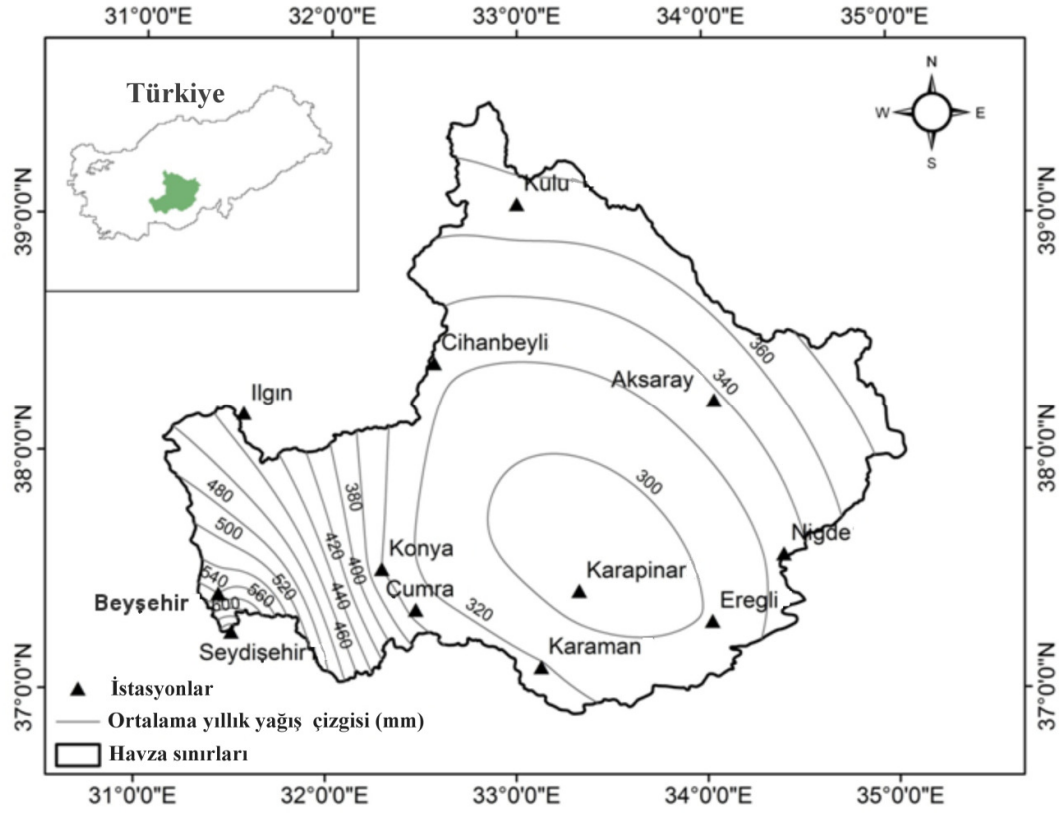 31°0'0"E 32°0'0"E 33°0'0"E 34°0'0"E 35°0'0"E
Türkiye
N
W E
S
39°0'0"N
39°0'0"N
Kulu
360
Cihanbeyli
340
Aksaray
Ilgın
38°0'0"N
38°0'0"N
480
300
380
500
420
Nigde
Konya
400
540
Karapinar
520
Çumra
440
560
Beyşehir
600
320
Eregli
460
Seydişehir
Karaman
37°0'0"N
37°0'0"N
İstasyonlar
Ortalama yıllık yağış çizgisi (mm)
Havza sınırları
31°0'0"E 32°0'0"E 33°0'0"E 34°0'0"E 35°0'0"E